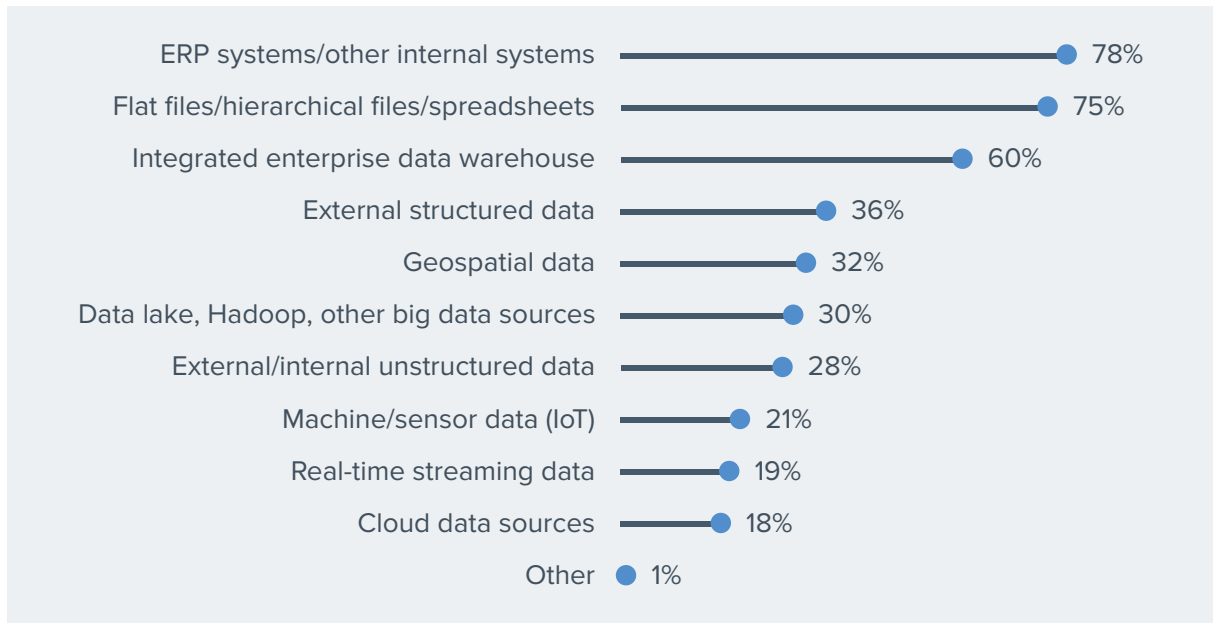 ERP systems/other internal systems 78%
Flat files/hierarchical files/spreadsheets 75%
Integrated enterprise data warehouse 60%
External structured data 36%
Geospatial data 32%
Data lake, Hadoop, other big data sources 30%
External/internal unstructured data 28%
Machine/sensor data (IoT) 21%
Real-time streaming data 19%
Cloud data sources 18%
Other 1%